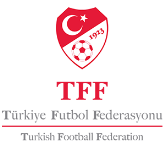 1923
TFF
Türkiye Futbol Federasyonu
Turkish Football Federation